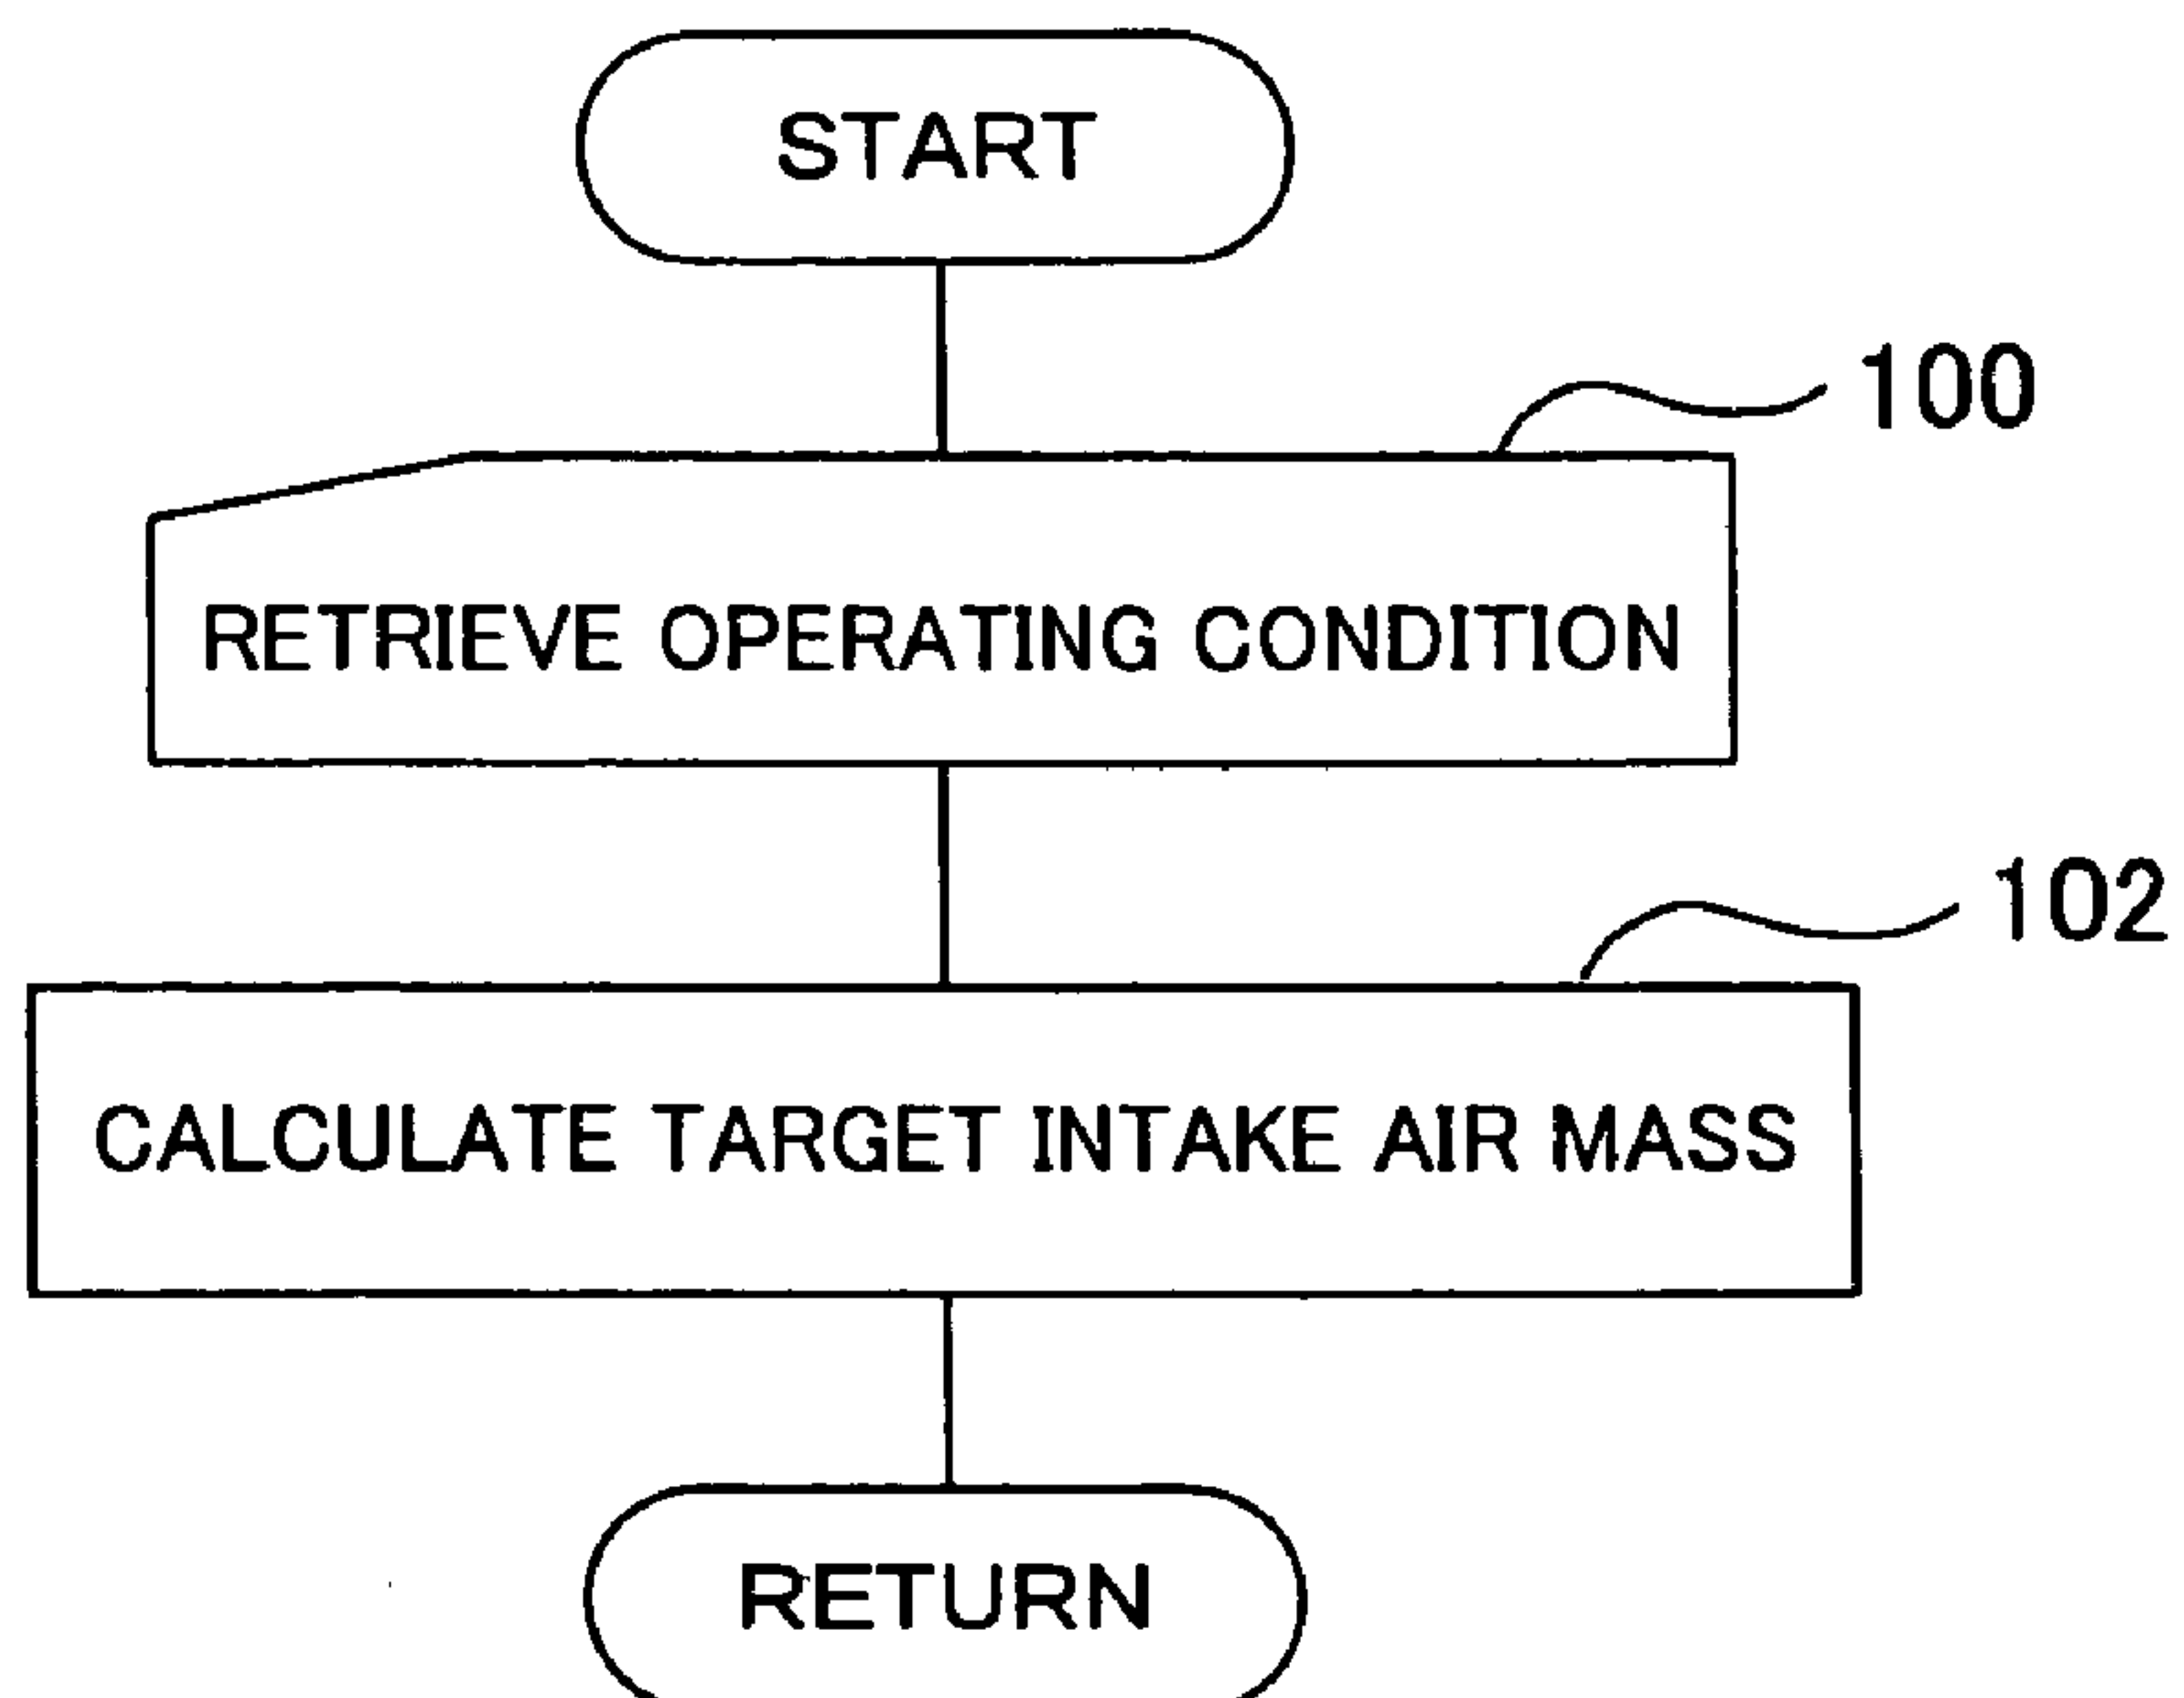 START
100
RETRIEVE OPERATING CONDITION
102
CALCULATE TARGET INTAKE AIR MASS
RETURN